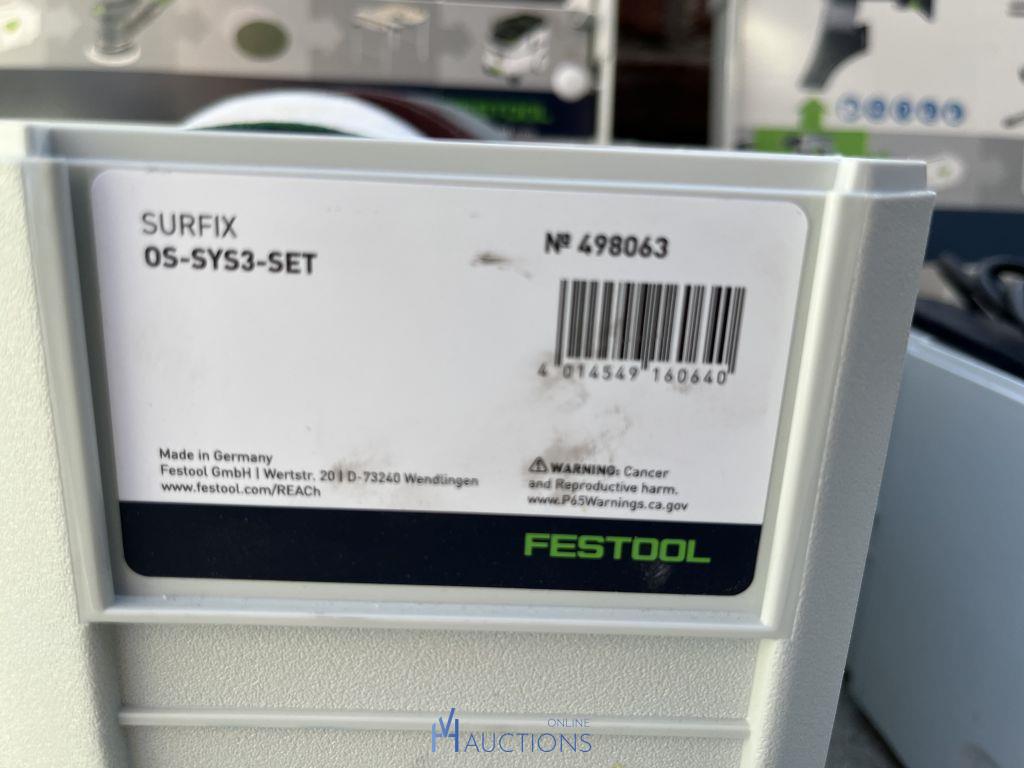 FESTOOL
SURFIX
OS-SYS3-SET
№ 498063
4 014549 160640
Made in Germany
Festool GmbH | Wertstr. 20 | D-73240 Wendlingen
www.festool.com/REACh
⚠ WARNING: Cancer
and Reproductive harm.
www.P65Warnings.ca.gov
FESTOOL
ONLINE
AUCTIONS